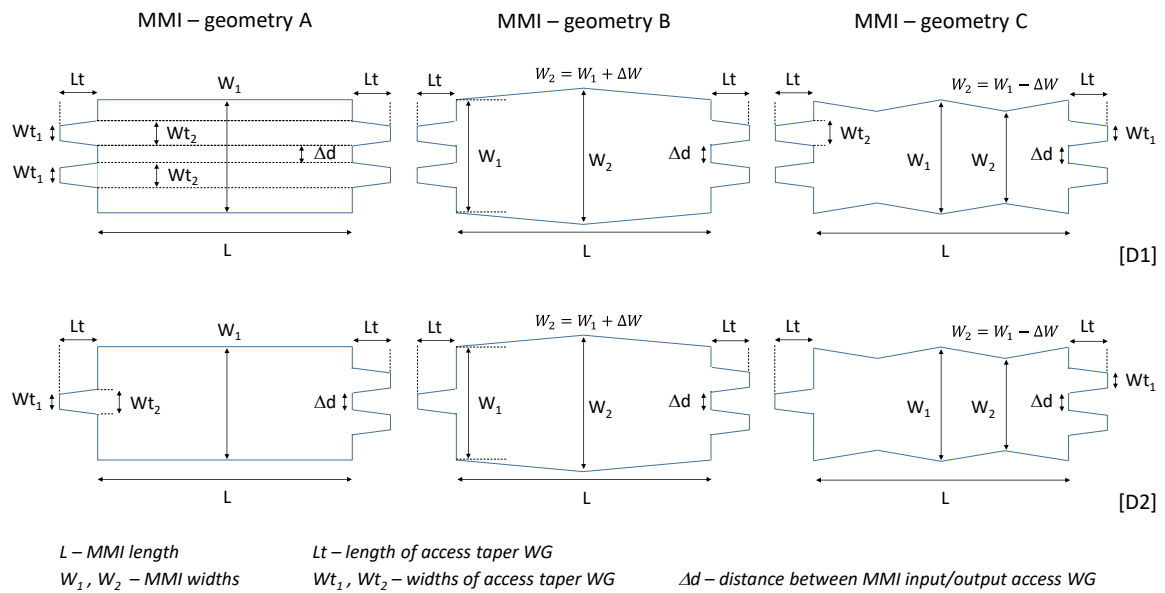 MMI – geometry A
MMI – geometry B
MMI – geometry C
Lt
W₁
Lt
Lt
W₂ = W₁ + ΔW
Lt
Lt
W₂ = W₁ − ΔW
Lt
Wt₁
Wt₂
Δd
Wt₁
Wt₂
L
W₁
W₂
Δd
L
Wt₂
W₁
W₂
Δd
Wt₁
L
[D1]
Lt
W₁
Lt
Lt
W₂ = W₁ + ΔW
Lt
Lt
W₂ = W₁ − ΔW
Lt
Wt₁
Wt₂
Δd
L
W₁
W₂
Δd
L
W₁
W₂
Δd
Wt₁
L
[D2]
L – MMI length
Lt – length of access taper WG
W₁ , W₂ – MMI widths
Wt₁ , Wt₂ – widths of access taper WG
Δd – distance between MMI input/output access WG